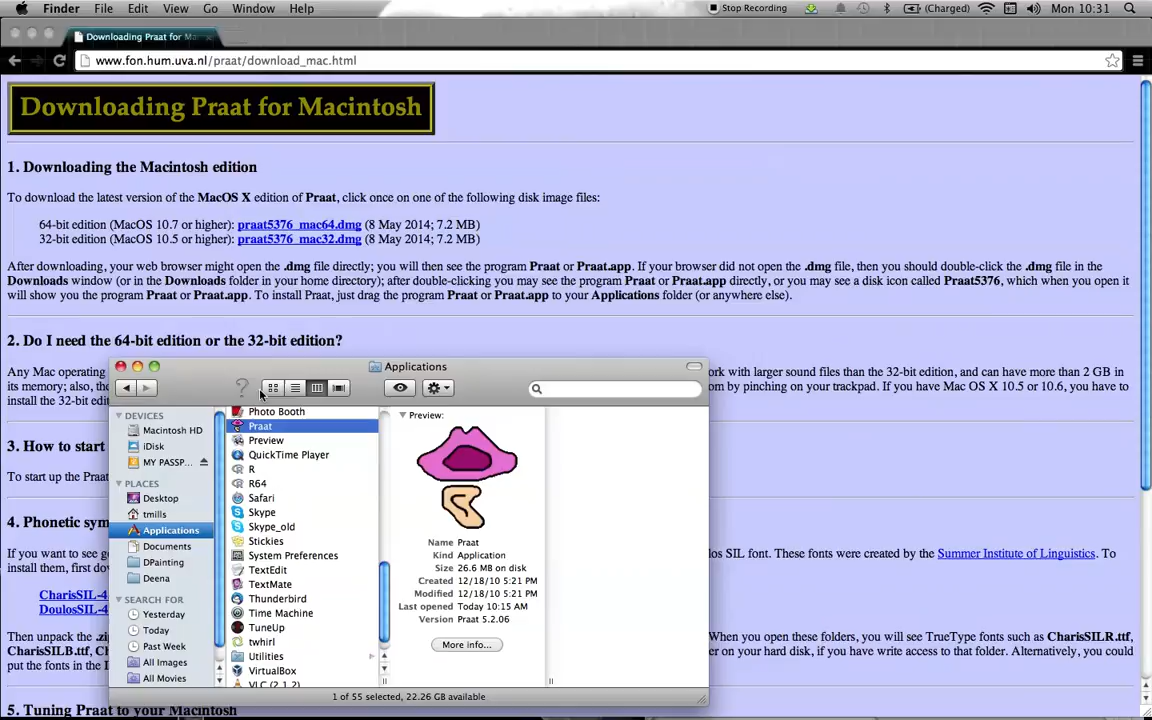 Finder File Edit View Go Window Help Stop Recording (Charged) Mon 10:31
Downloading Praat for Ma
www.fon.hum.uva.nl/praat/download_mac.html
Downloading Praat for Macintosh
1. Downloading the Macintosh edition
To download the latest version of the MacOS X edition of Praat, click once on one of the following disk image files:
64-bit edition (MacOS 10.7 or higher): praat5376_mac64.dmg (8 May 2014; 7.2 MB)
32-bit edition (MacOS 10.5 or higher): praat5376_mac32.dmg (8 May 2014; 7.2 MB)
After downloading, your web browser might open the .dmg file directly; you will then see the program Praat or Praat.app. If your browser did not open the .dmg file, then you should double-click the .dmg file in the
Downloads window (or in the Downloads folder in your home directory); after double-clicking you may see the program Praat or Praat.app directly, or you may see a disk icon called Praat5376, which when you open it
will show you the program Praat or Praat.app. To install Praat, just drag the program Praat or Praat.app to your Applications folder (or anywhere else).
2. Do I need the 64-bit edition or the 32-bit edition?
Any Mac operating ork with larger sound files than the 32-bit edition, and can have more than 2 GB in
its memory; also, the om by pinching on your trackpad. If you have Mac OS X 10.5 or 10.6, you have to
install the 32-bit edi
3. How to start
To start up the Praat
4. Phonetic sym
If you want to see g los SIL font. These fonts were created by the Summer Institute of Linguistics. To
install them, first do
CharisSIL-4
DoulosSIL-4
Then unpack the .zi When you open these folders, you will see TrueType fonts such as CharisSILR.ttf,
CharisSILB.ttf, C er on your hard disk, if you have write access to that folder. Alternatively, you could
put the fonts in the L
5. Tuning Praat to your Macintosh
Applications
DEVICES
Macintosh HD
iDisk
MY PASSP...
PLACES
Desktop
tmills
Applications
Documents
DPainting
Deena
SEARCH FOR
Yesterday
Today
Past Week
All Images
All Movies
Photo Booth
Praat
Preview
QuickTime Player
R
R64
Safari
Skype
Skype_old
Stickies
System Preferences
TextEdit
TextMate
Thunderbird
Time Machine
TuneUp
twhirl
Utilities
VirtualBox
VLC (2.1.2)
Preview:
Name Praat
Kind Application
Size 26.6 MB on disk
Created 12/18/10 5:21 PM
Modified 12/18/10 5:21 PM
Last opened Today 10:15 AM
Version Praat 5.2.06
More info...
1 of 55 selected, 22.26 GB available